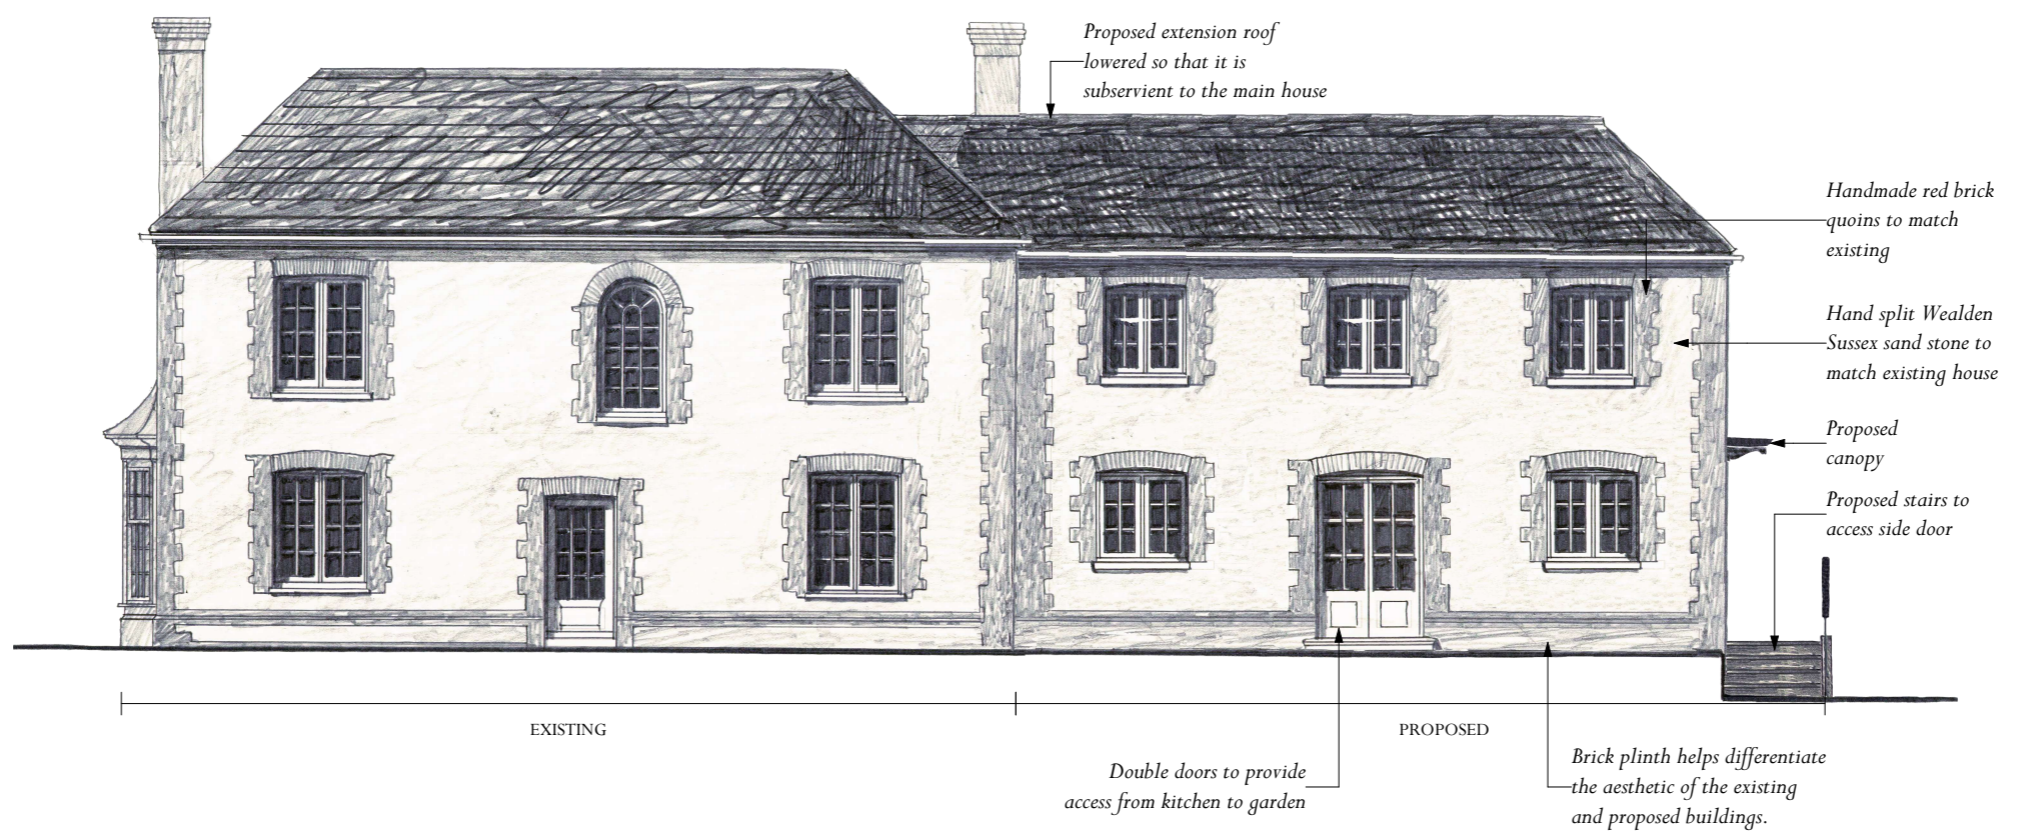 Proposed extension roof
lowered so that it is
subservient to the main house
Handmade red brick
quoins to match
existing
Hand split Wealden
Sussex sand stone to
match existing house
Proposed
canopy
Proposed stairs to
access side door
EXISTING
PROPOSED
Double doors to provide
access from kitchen to garden
Brick plinth helps differentiate
the aesthetic of the existing
and proposed buildings.